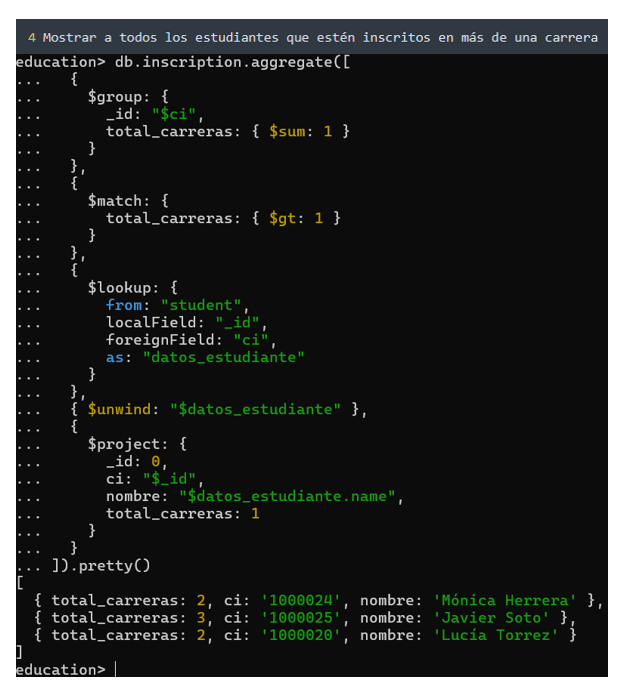 4 Mostrar a todos los estudiantes que estén inscritos en más de una carrera
education> db.inscription.aggregate([
...   {
...     $group: {
...       _id: "$ci",
...       total_carreras: { $sum: 1 }
...     }
...   },
...   {
...     $match: {
...       total_carreras: { $gt: 1 }
...     }
...   },
...   {
...     $lookup: {
...       from: "student",
...       localField: "_id",
...       foreignField: "ci",
...       as: "datos_estudiante"
...     }
...   },
...   { $unwind: "$datos_estudiante" },
...   {
...     $project: {
...       _id: 0,
...       ci: "$_id",
...       nombre: "$datos_estudiante.name",
...       total_carreras: 1
...     }
...   }
... ]).pretty()
[
  { total_carreras: 2, ci: '1000024', nombre: 'Mónica Herrera' },
  { total_carreras: 3, ci: '1000025', nombre: 'Javier Soto' },
  { total_carreras: 2, ci: '1000020', nombre: 'Lucía Torrez' }
]
education>